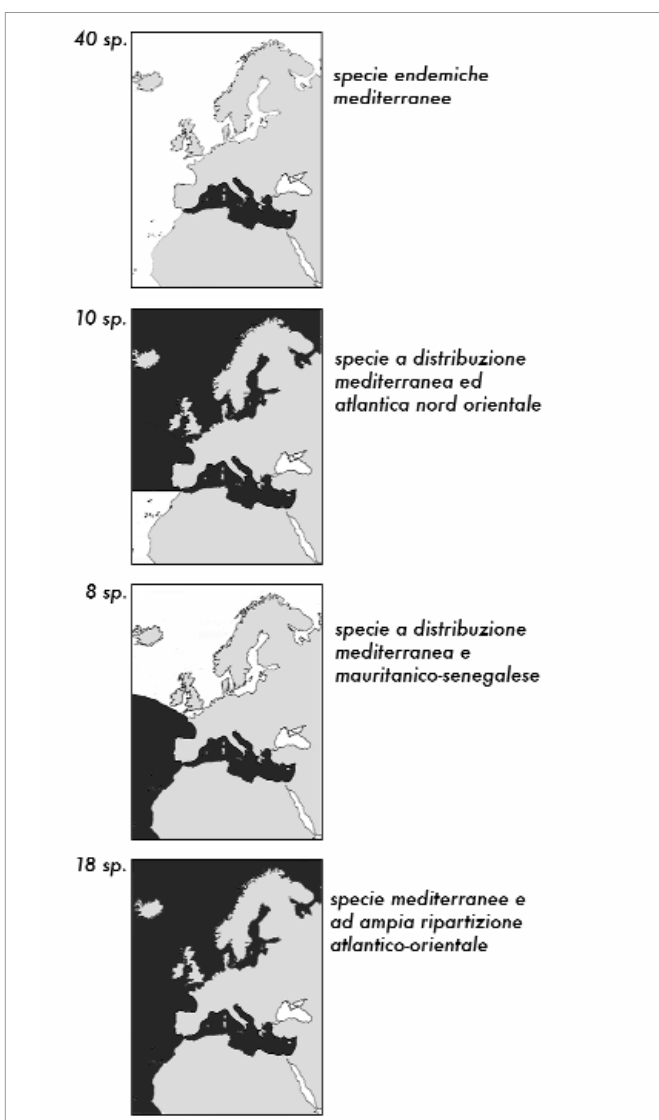 40 sp.
specie endemiche
mediterranee
10 sp.
specie a distribuzione
mediterranea ed
atlantica nord orientale
8 sp.
specie a distribuzione
mediterranea e
mauritanico-senegalese
18 sp.
specie mediterranee e
ad ampia ripartizione
atlantico-orientale